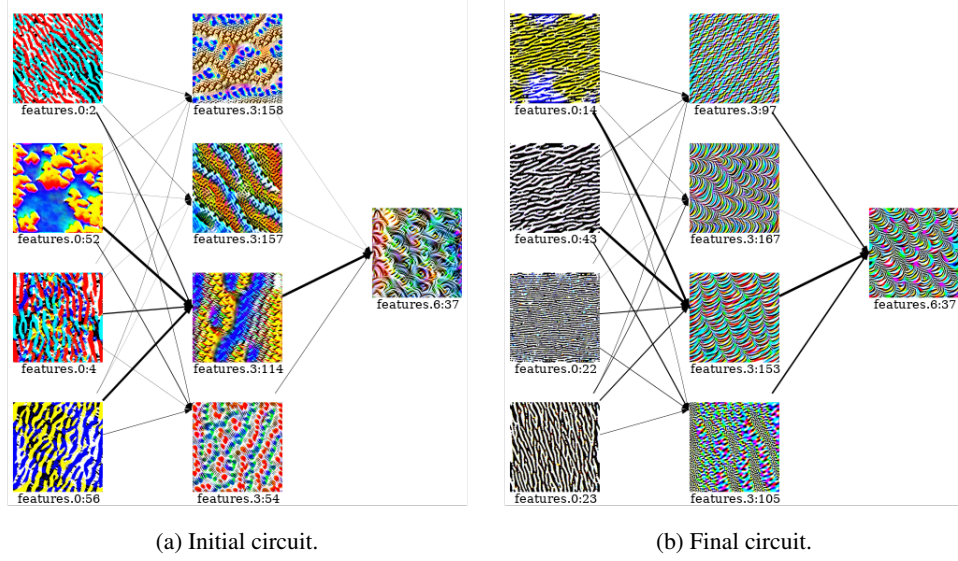 features.0:2
features.3:158
features.0:52
features.3:157
features.6:37
features.0:4
features.3:114
features.0:56
features.3:54
(a) Initial circuit.
features.0:14
features.3:97
features.0:43
features.3:167
features.6:37
features.0:22
features.3:153
features.0:23
features.3:105
(b) Final circuit.